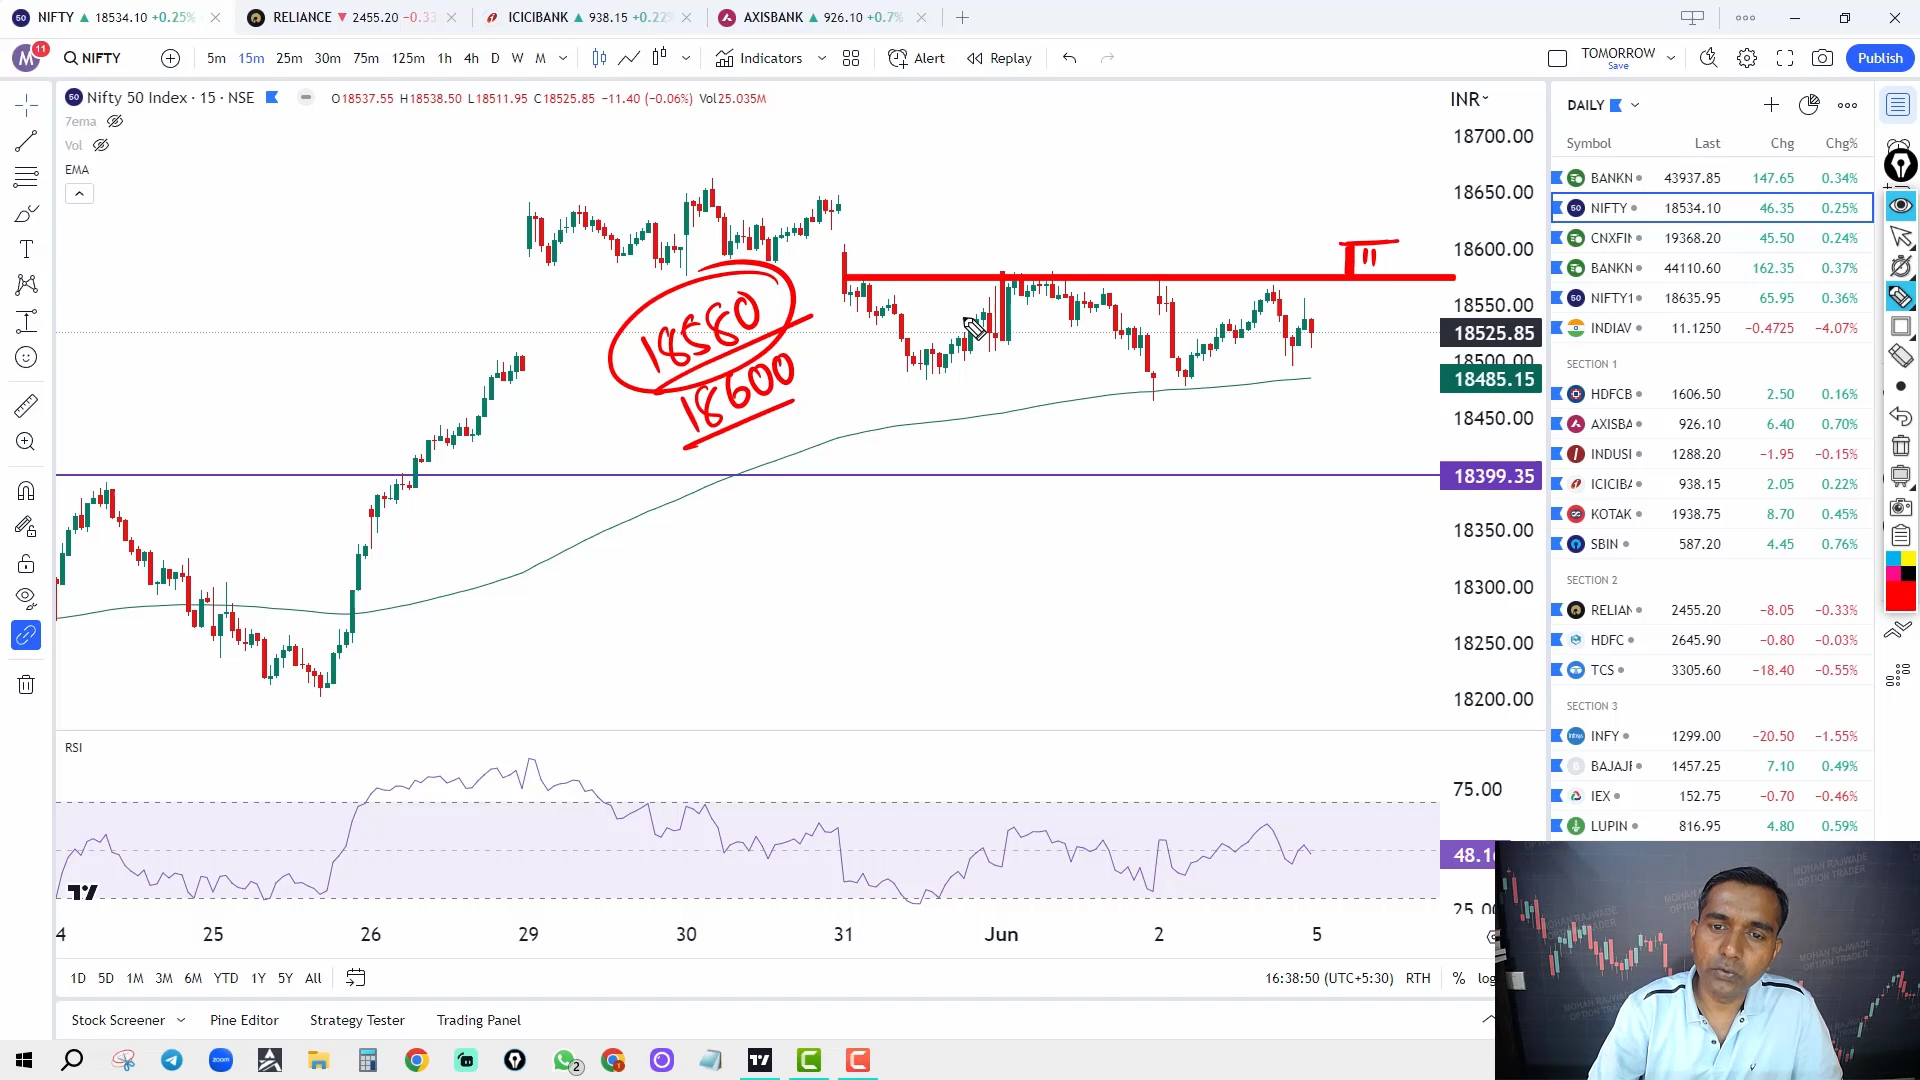 NIFTY ▲ 18534.10 +0.25%
RELIANCE ▼ 2455.20 −0.33
ICICIBANK ▲ 938.15 +0.22
AXISBANK ▲ 926.10 +0.7%
M 11 NIFTY 5m 15m 25m 30m 75m 125m 1h 4h D W M Indicators Alert Replay TOMORROW Save Publish
Nifty 50 Index · 15 · NSE O18537.55 H18538.50 L18511.95 C18525.85 −11.40 (−0.06%) Vol25.035M
7ema
Vol
EMA
INR
18700.00
18650.00
18600.00
18550.00
18525.85
18500.00
18485.15
18450.00
18399.35
18350.00
18300.00
18250.00
18200.00
18580
18600
RSI
75.00
48.1
25.00
25 26 29 30 31 Jun 2 5
1D 5D 1M 3M 6M YTD 1Y 5Y All
16:38:50 (UTC+5:30) RTH % log
Stock Screener Pine Editor Strategy Tester Trading Panel
DAILY
Symbol Last Chg Chg%
BANKN 43937.85 147.65 0.34%
NIFTY 18534.10 46.35 0.25%
CNXFIN 19368.20 45.50 0.24%
BANKN 44110.60 162.35 0.37%
NIFTY1 18635.95 65.95 0.36%
INDIAV 11.1250 −0.4725 −4.07%
SECTION 1
HDFCB 1606.50 2.50 0.16%
AXISBA 926.10 6.40 0.70%
INDUSI 1288.20 −1.95 −0.15%
ICICIBA 938.15 2.05 0.22%
KOTAK 1938.75 8.70 0.45%
SBIN 587.20 4.45 0.76%
SECTION 2
RELIAN 2455.20 −8.05 −0.33%
HDFC 2645.90 −0.80 −0.03%
TCS 3305.60 −18.40 −0.55%
SECTION 3
INFY 1299.00 −20.50 −1.55%
BAJAJF 1457.25 7.10 0.49%
IEX 152.75 −0.70 −0.46%
LUPIN 816.95 4.80 0.59%
MOHAN RAJWADE
OPTION TRADER
zoom
2